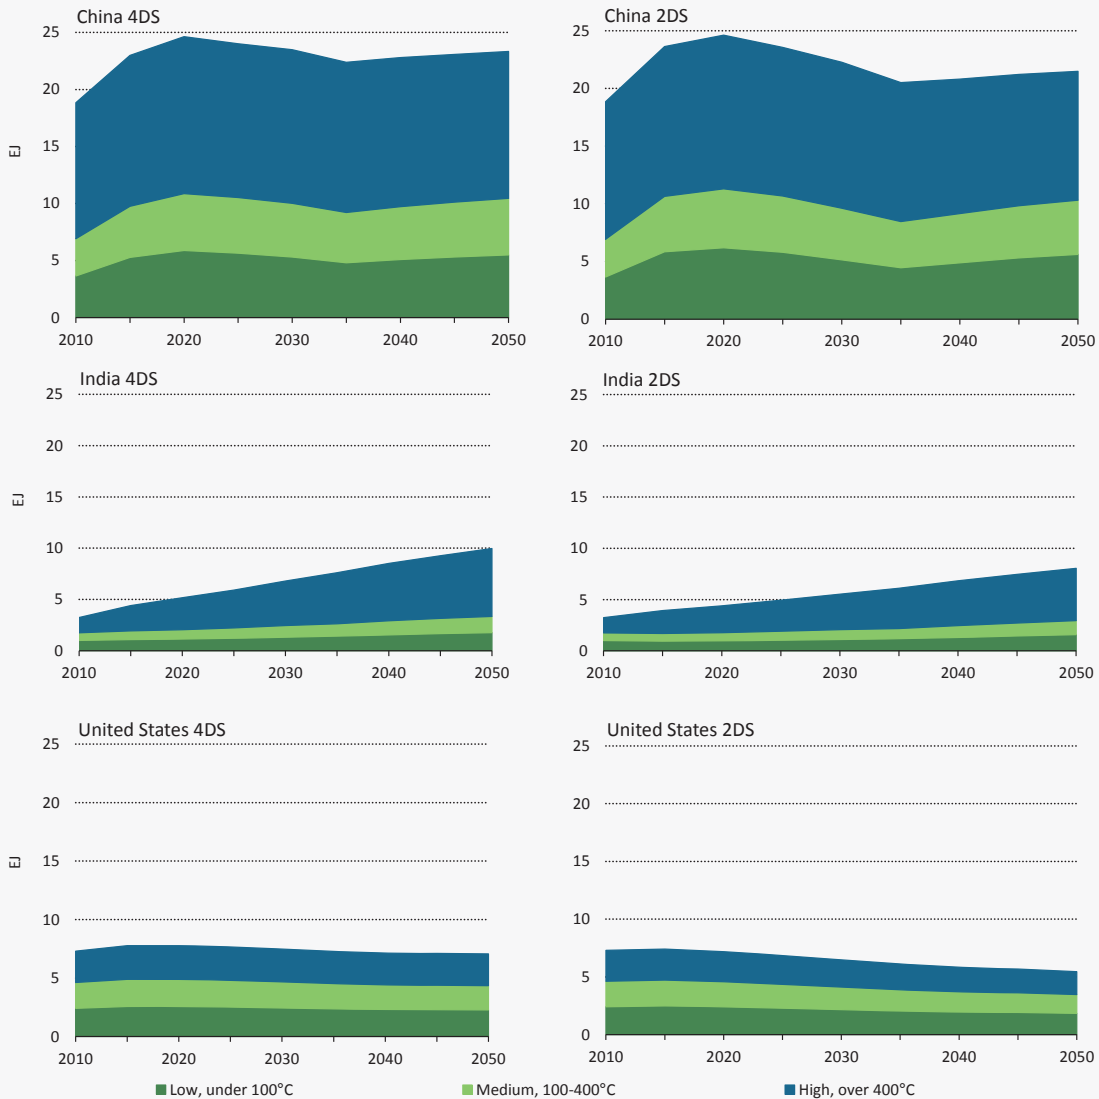 China 4DS
China 2DS
25
20
15
10
5
0
EJ
2010 2020 2030 2040 2050
25
20
15
10
5
0
2010 2020 2030 2040 2050
India 4DS
India 2DS
25
20
15
10
5
0
EJ
2010 2020 2030 2040 2050
25
20
15
10
5
0
2010 2020 2030 2040 2050
United States 4DS
United States 2DS
25
20
15
10
5
0
EJ
2010 2020 2030 2040 2050
25
20
15
10
5
0
2010 2020 2030 2040 2050
Low, under 100°C Medium, 100-400°C High, over 400°C